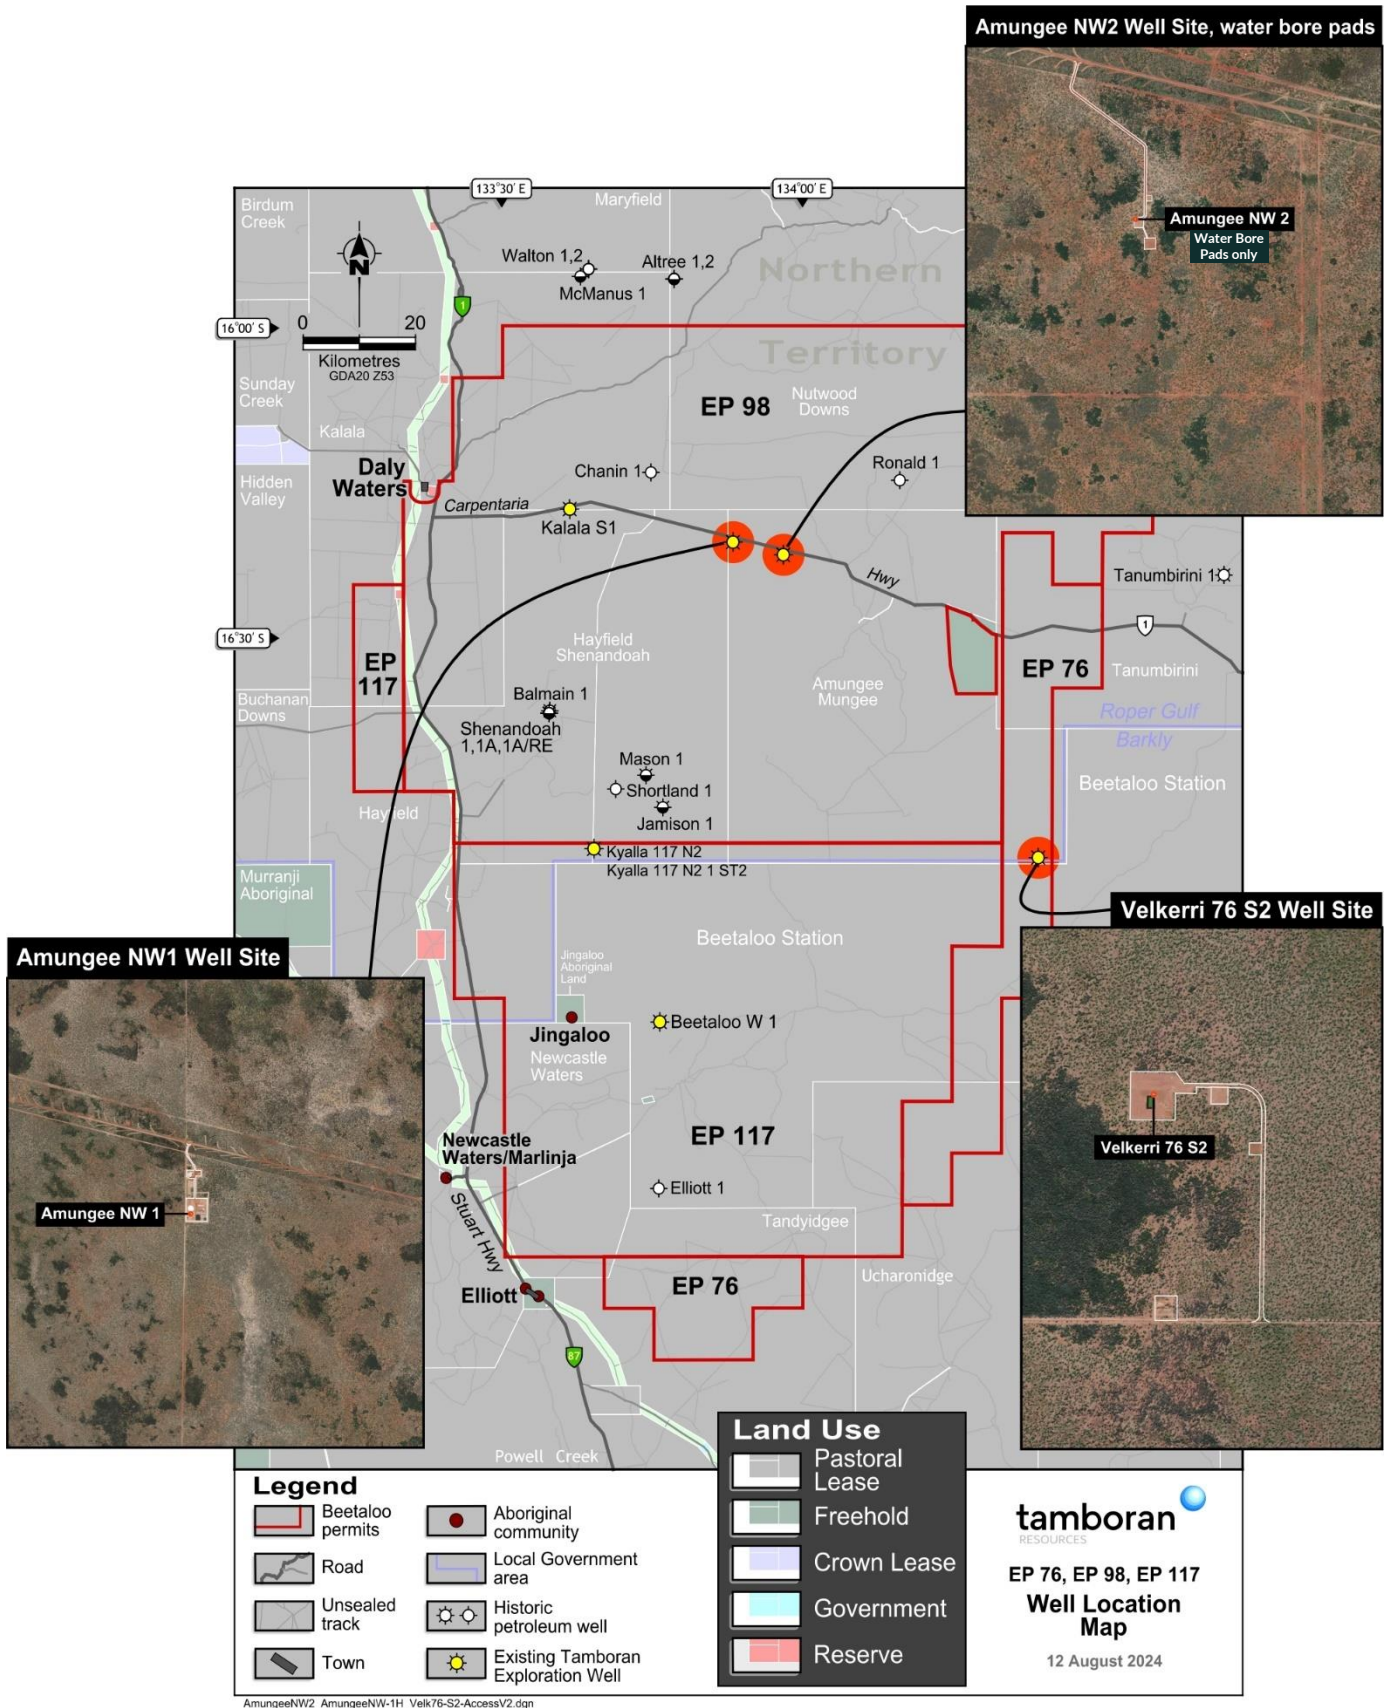 Amungee NW2 Well Site, water bore pads
Amungee NW 2
Water Bore
Pads only
133°30' E
134°00' E
Birdum
Creek
Maryfield
N
Walton 1,2
McManus 1
Altree 1,2
Northern
Territory
1
16°00' S
0 20
Kilometres
GDA20 Z53
Sunday
Creek
Kalala
EP 98
Nutwood
Downs
Daly
Waters
Hidden
Valley
Chanin 1
Ronald 1
Carpentaria
Kalala S1
Hwy
Tanumbirini 1
16°30' S
1
EP
117
Hayfield
Shenandoah
EP 76
Tanumbirini
Amungee
Mungee
Buchanan
Downs
Balmain 1
Shenandoah
1,1A,1A/RE
Roper Gulf
Barkly
Mason 1
Shortland 1
Jamison 1
Beetaloo Station
Hayfield
Kyalla 117 N2
Kyalla 117 N2 1 ST2
Murranji
Aboriginal
Velkerri 76 S2 Well Site
Velkerri 76 S2
Beetaloo Station
Amungee NW1 Well Site
Amungee NW 1
Jingaloo
Aboriginal
Land
Jingaloo
Beetaloo W 1
Newcastle
Waters
Newcastle
Waters/Marlinja
EP 117
Elliott 1
Stuart Hwy
Tandyidgee
Elliott
EP 76
Ucharonidge
87
Powell Creek
Legend
Beetaloo
permits
Road
Unsealed
track
Town
Aboriginal
community
Local Government
area
Historic
petroleum well
Existing Tamboran
Exploration Well
Land Use
Pastoral
Lease
Freehold
Crown Lease
Government
Reserve
tamboran
RESOURCES
EP 76, EP 98, EP 117
Well Location
Map
12 August 2024
AmungeeNW2_AmungeeNW-1H_Velk76-S2-AccessV2.dgn